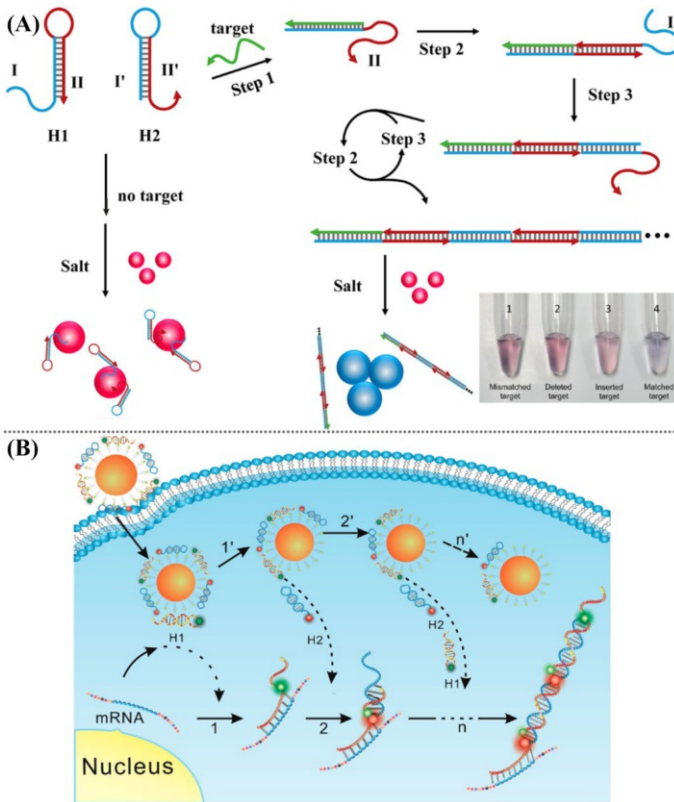 (A)
I
II
H1
I'
II'
H2
target
Step 1
II
Step 2
I
Step 3
Step 3
Step 2
no target
Salt
Salt
1
2
3
4
Mismatched
target
Deleted
target
Inserted
target
Matched
target
(B)
1'
2'
n'
H1
H2
H2
H1
mRNA
1
2
n
Nucleus